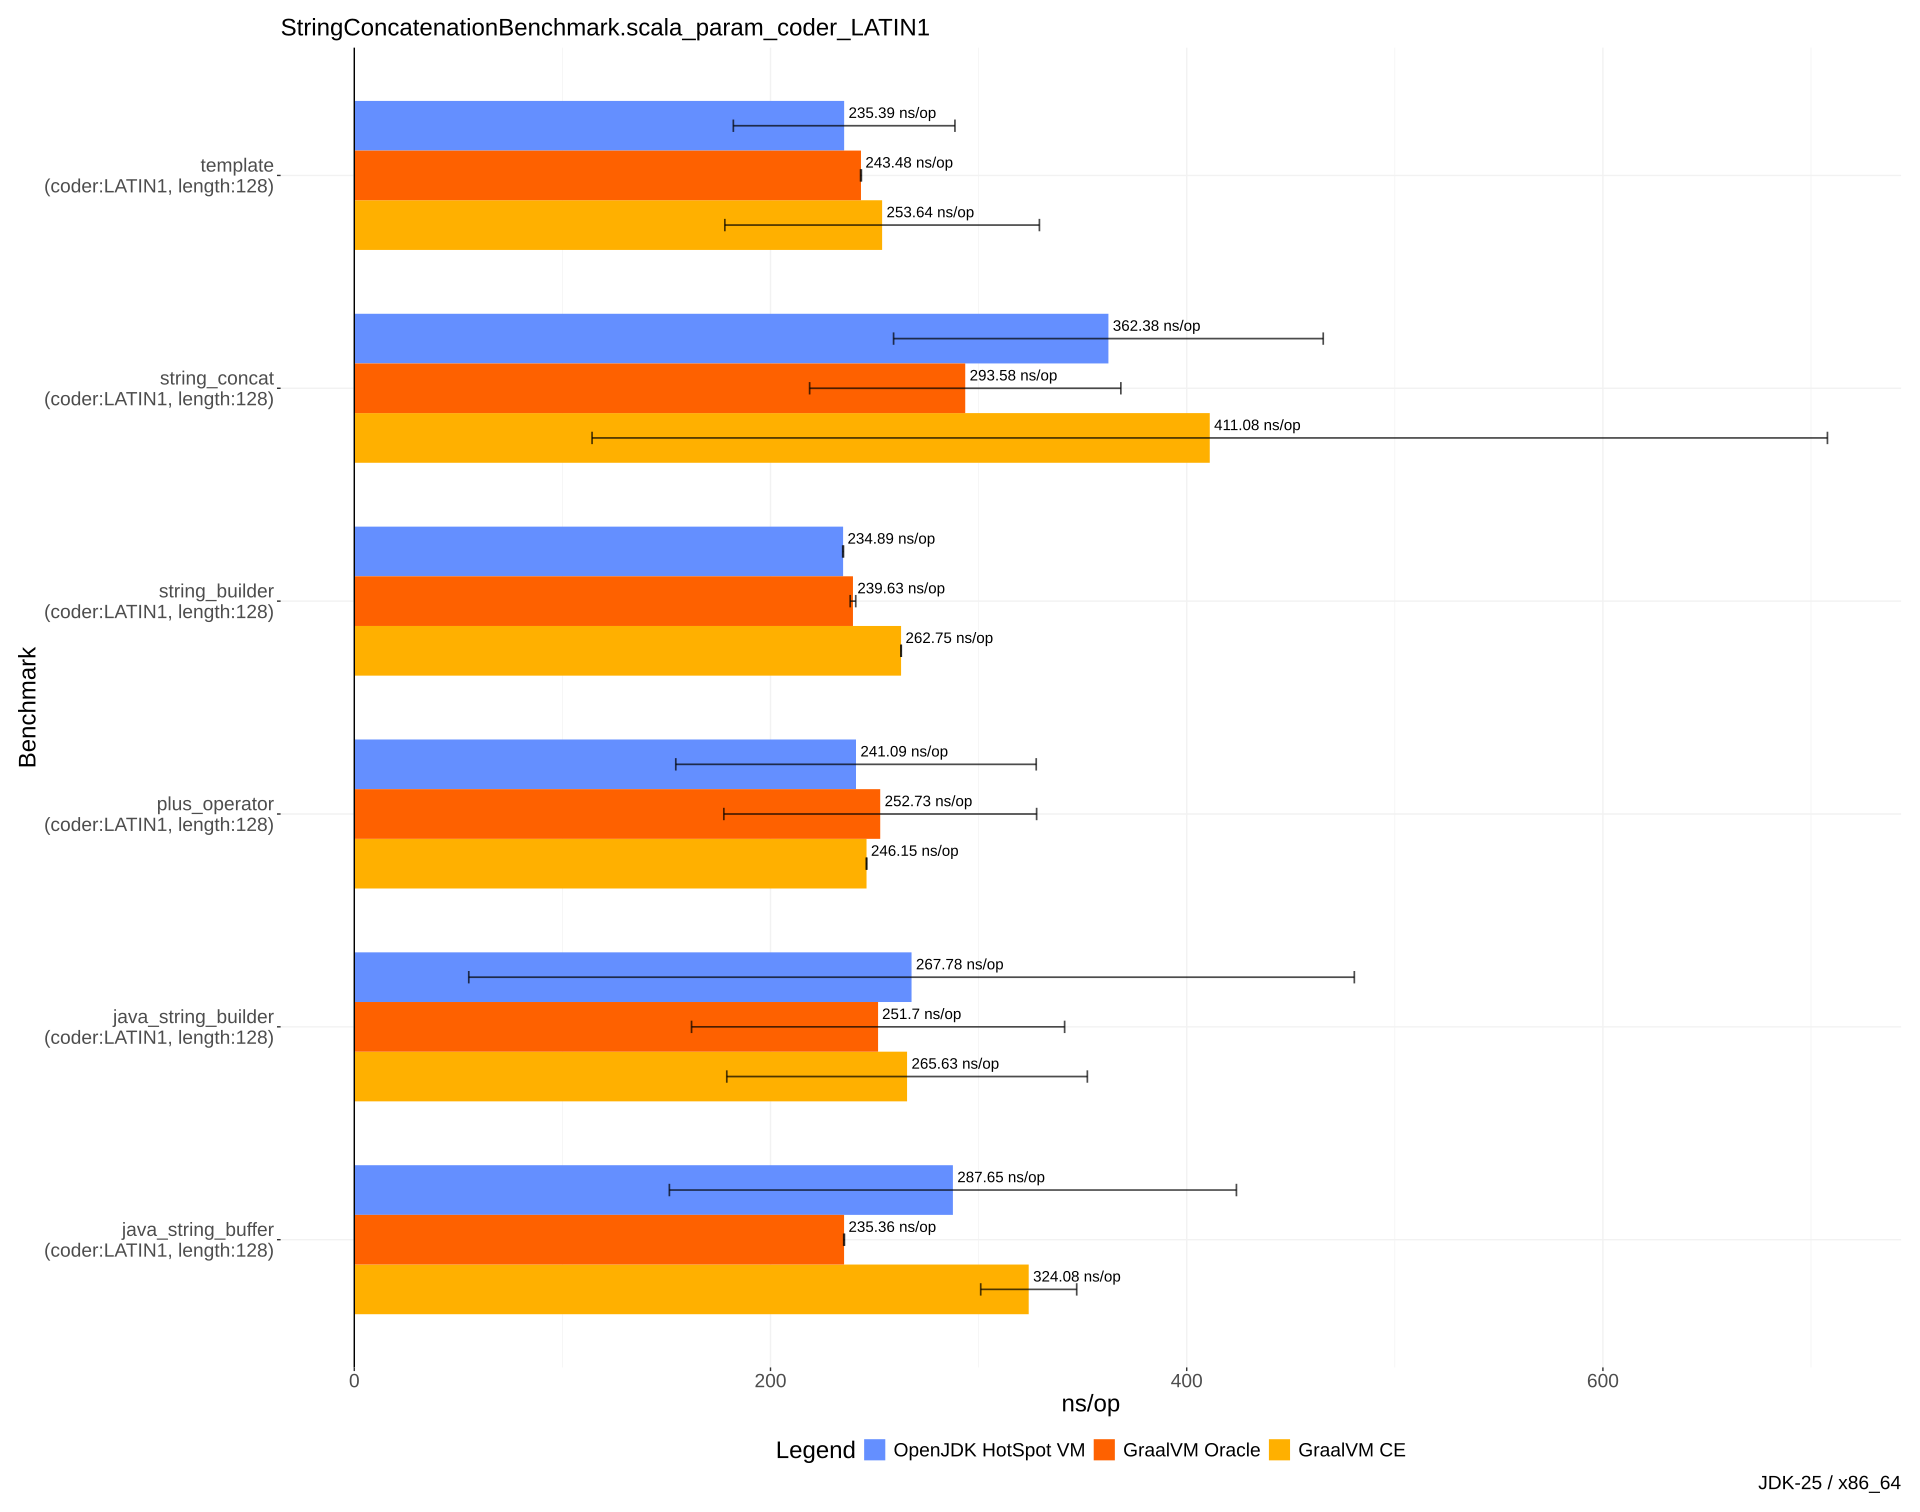 StringConcatenationBenchmark.scala_param_coder_LATIN1
template
(coder:LATIN1, length:128)
235.39 ns/op
243.48 ns/op
253.64 ns/op
string_concat
(coder:LATIN1, length:128)
362.38 ns/op
293.58 ns/op
411.08 ns/op
string_builder
(coder:LATIN1, length:128)
234.89 ns/op
239.63 ns/op
262.75 ns/op
plus_operator
(coder:LATIN1, length:128)
241.09 ns/op
252.73 ns/op
246.15 ns/op
java_string_builder
(coder:LATIN1, length:128)
267.78 ns/op
251.7 ns/op
265.63 ns/op
java_string_buffer
(coder:LATIN1, length:128)
287.65 ns/op
235.36 ns/op
324.08 ns/op
Benchmark
0 200 400 600
ns/op
Legend OpenJDK HotSpot VM GraalVM Oracle GraalVM CE
JDK-25 / x86_64